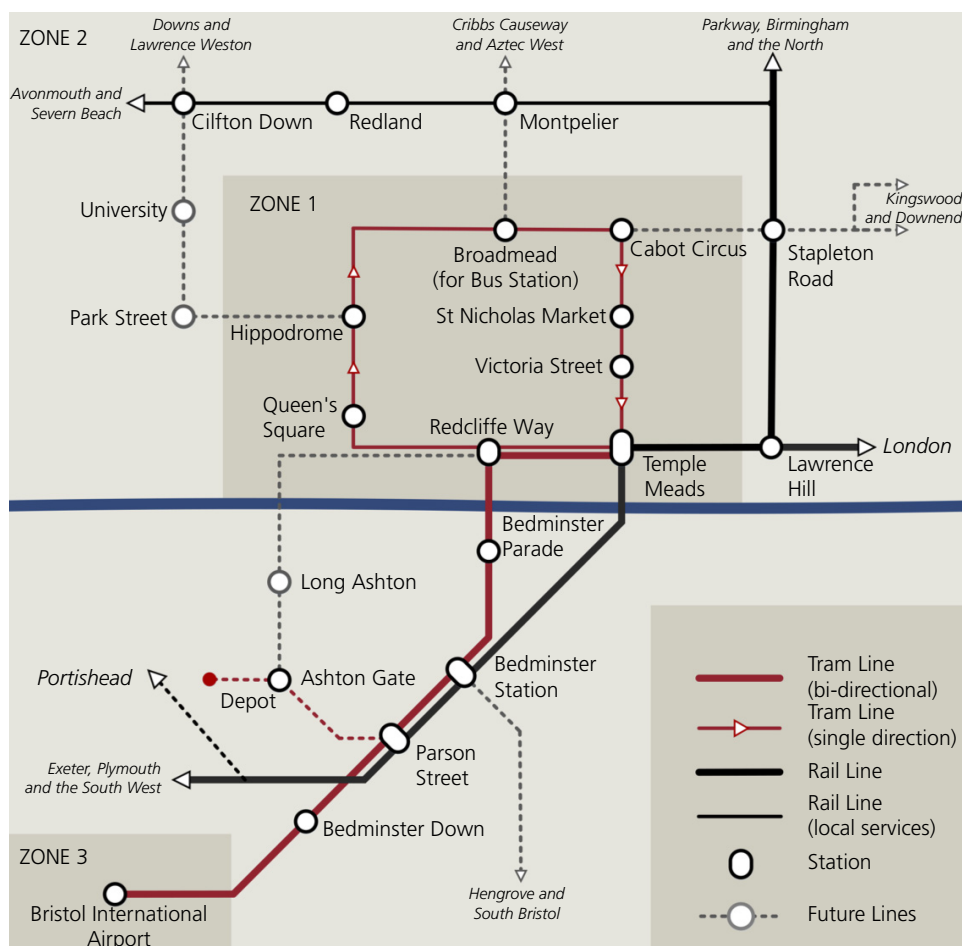 ZONE 2
Downs and
Lawrence Weston
Cribbs Causeway
and Aztec West
Parkway, Birmingham
and the North
Avonmouth and
Severn Beach
Cilfton Down
Redland
Montpelier
University
ZONE 1
Kingswood
and Downend
Broadmead
(for Bus Station)
Cabot Circus
Stapleton
Road
Park Street
Hippodrome
St Nicholas Market
Victoria Street
Queen's
Square
Redcliffe Way
Temple
Meads
Lawrence
Hill
London
Bedminster
Parade
Long Ashton
Portishead
Depot
Ashton Gate
Bedminster
Station
Parson
Street
Exeter, Plymouth
and the South West
Bedminster Down
ZONE 3
Bristol International
Airport
Hengrove and
South Bristol
Tram Line
(bi-directional)
Tram Line
(single direction)
Rail Line
Rail Line
(local services)
Station
Future Lines